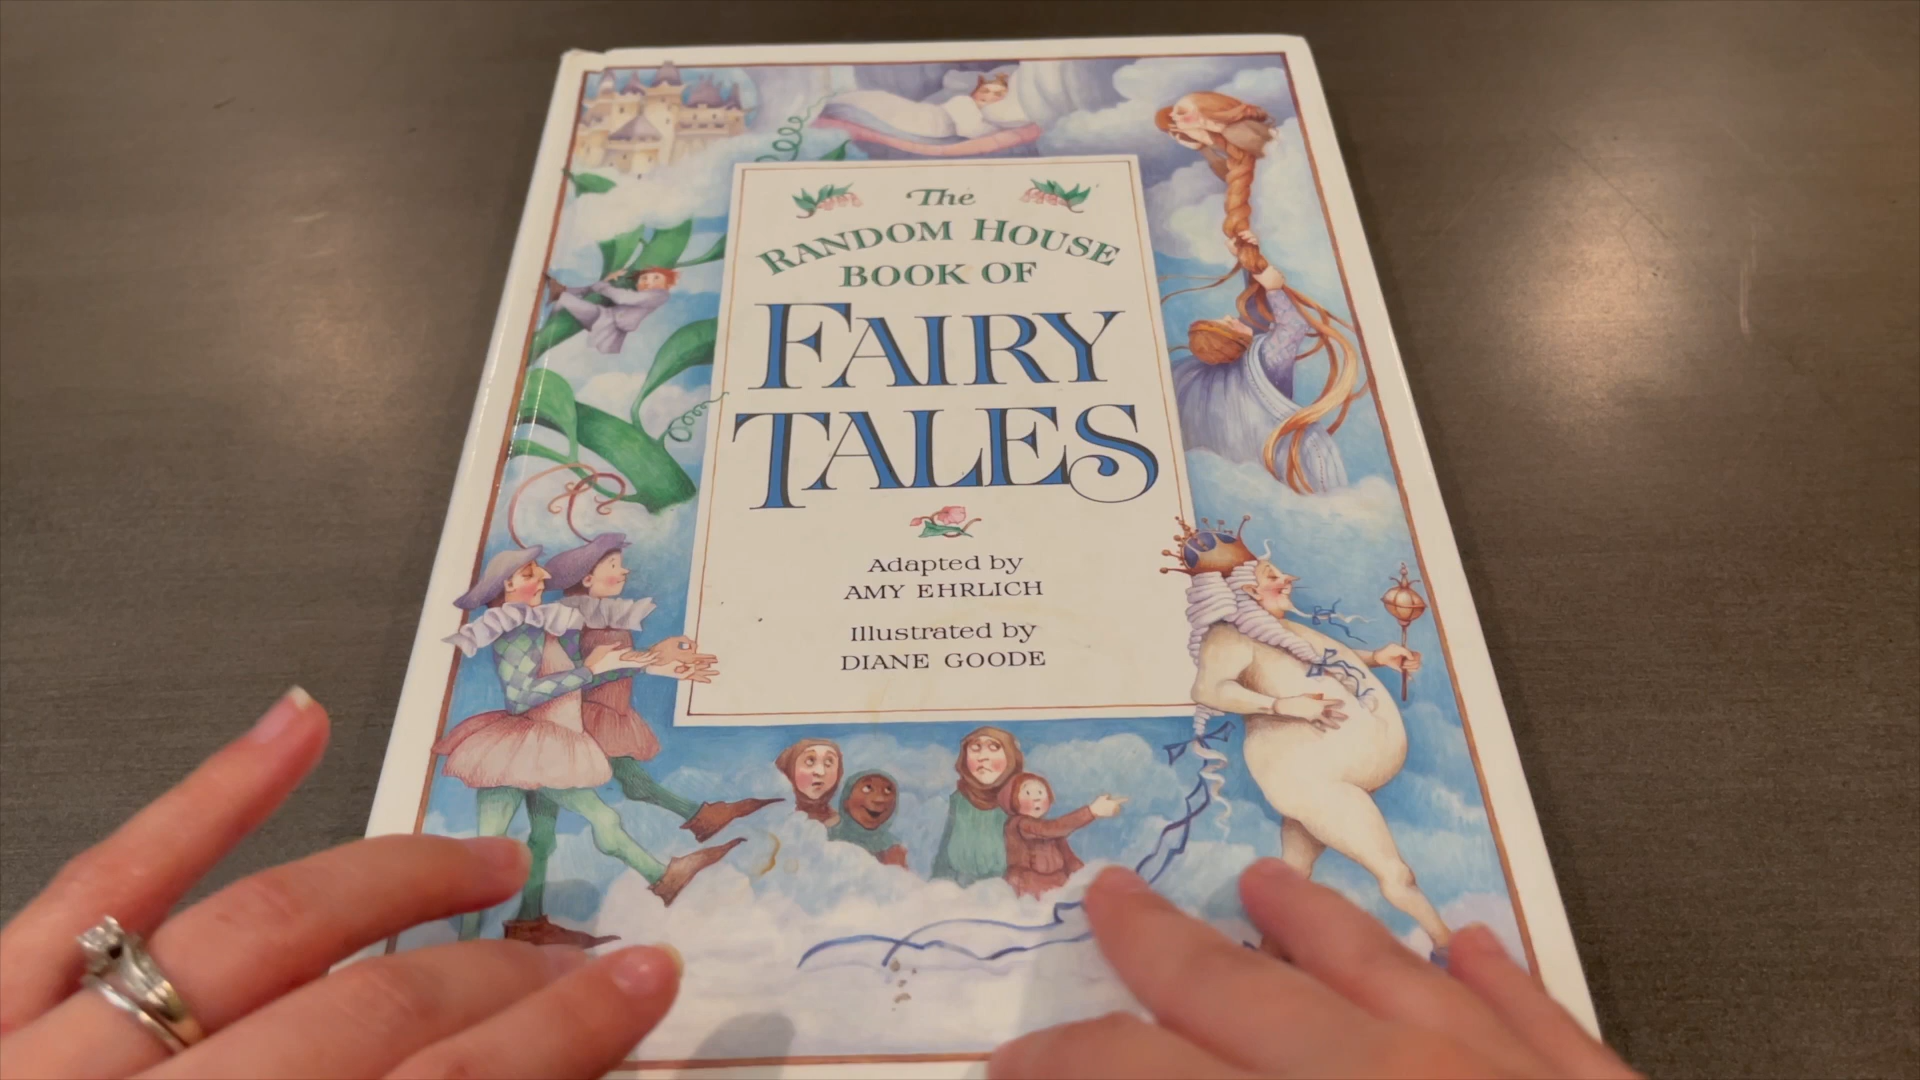 The
RANDOM HOUSE
BOOK OF
FAIRY
TALES
Adapted by
AMY EHRLICH
Illustrated by
DIANE GOODE